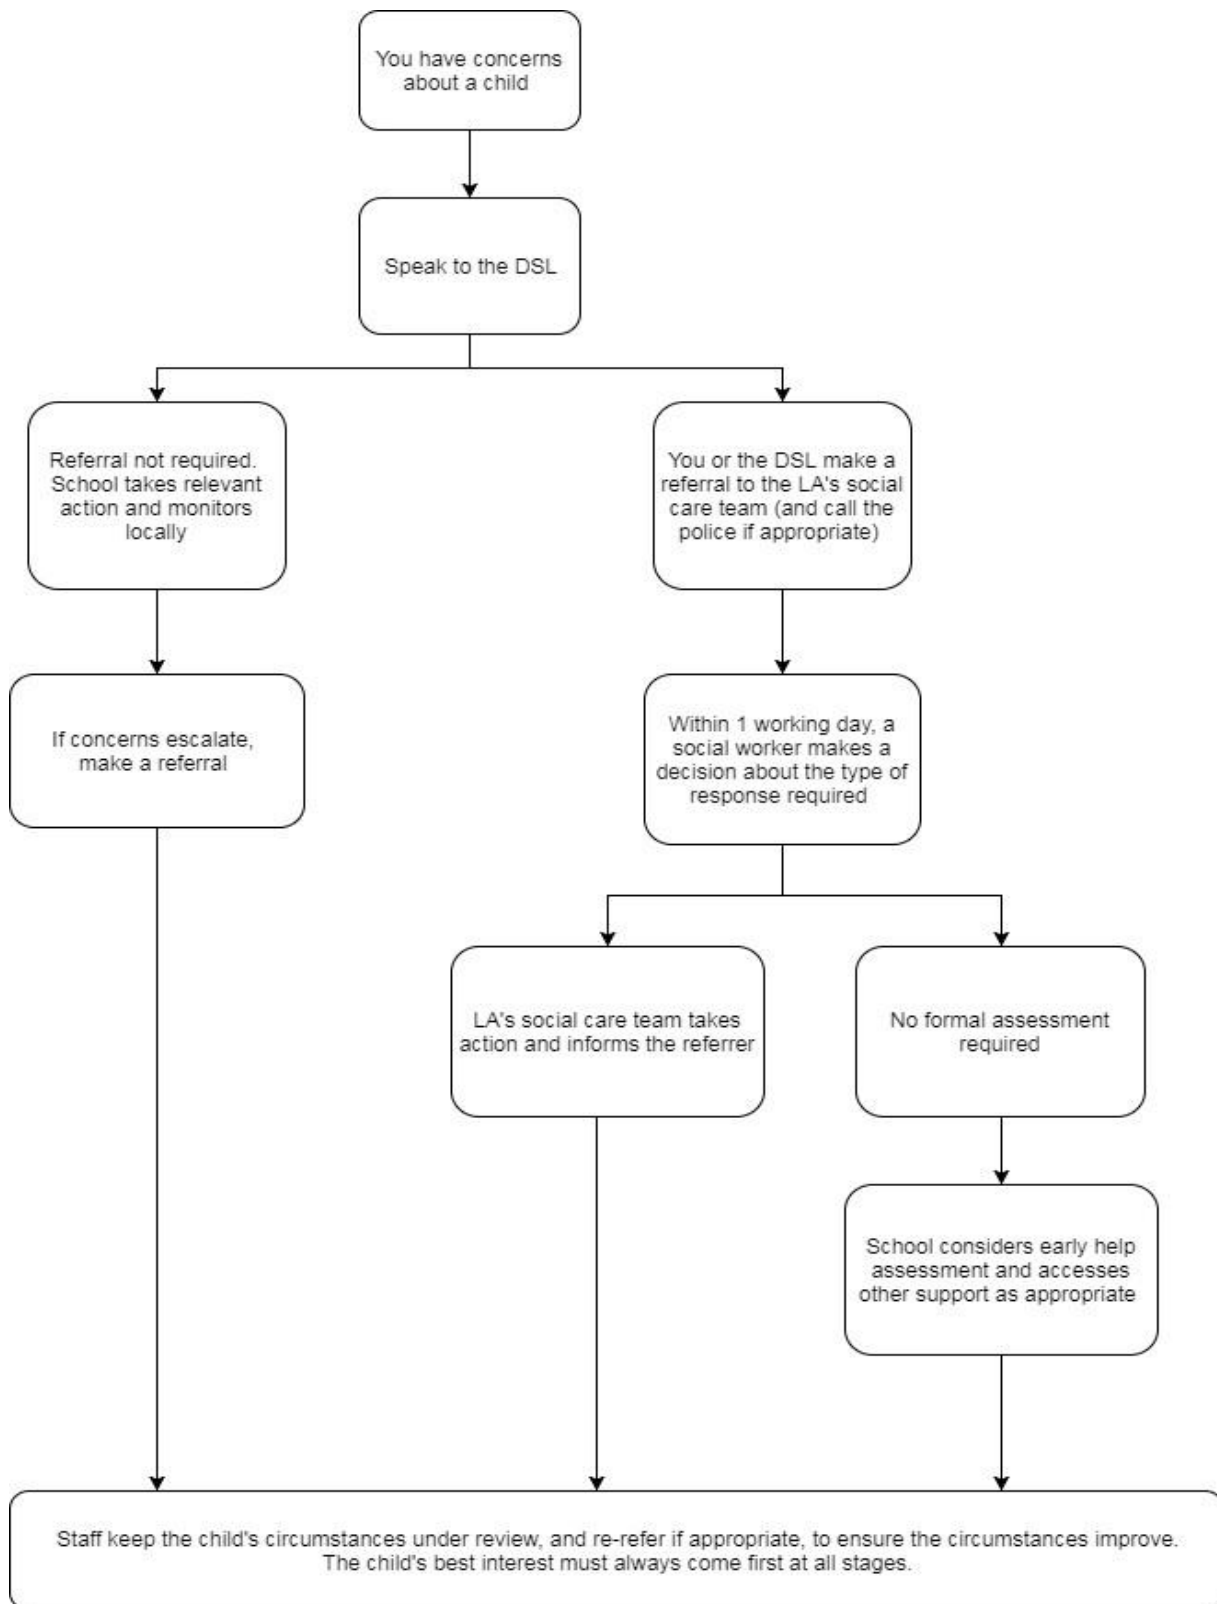 You have concerns
about a child
Speak to the DSL
Referral not required.
School takes relevant
action and monitors
locally
You or the DSL make a
referral to the LA's social
care team (and call the
police if appropriate)
If concerns escalate,
make a referral
Within 1 working day, a
social worker makes a
decision about the type of
response required
LA's social care team takes
action and informs the referrer
No formal assessment
required
School considers early help
assessment and accesses
other support as appropriate
Staff keep the child's circumstances under review, and re-refer if appropriate, to ensure the circumstances improve.
The child's best interest must always come first at all stages.